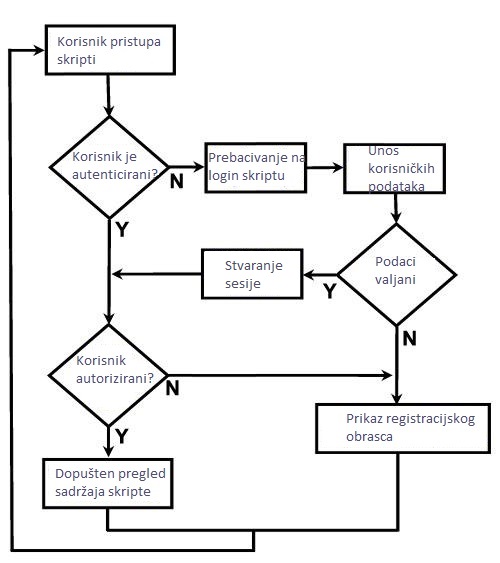 Korisnik pristupa
skripti
Korisnik je
autenticirani?
N
Prebacivanje na
login skriptu
Unos
korisničkih
podataka
Y
Stvaranje
sesije
Y
Podaci
valjani
N
Korisnik
autorizirani?
N
Y
Prikaz registracijskog
obrasca
Dopušten pregled
sadržaja skripte